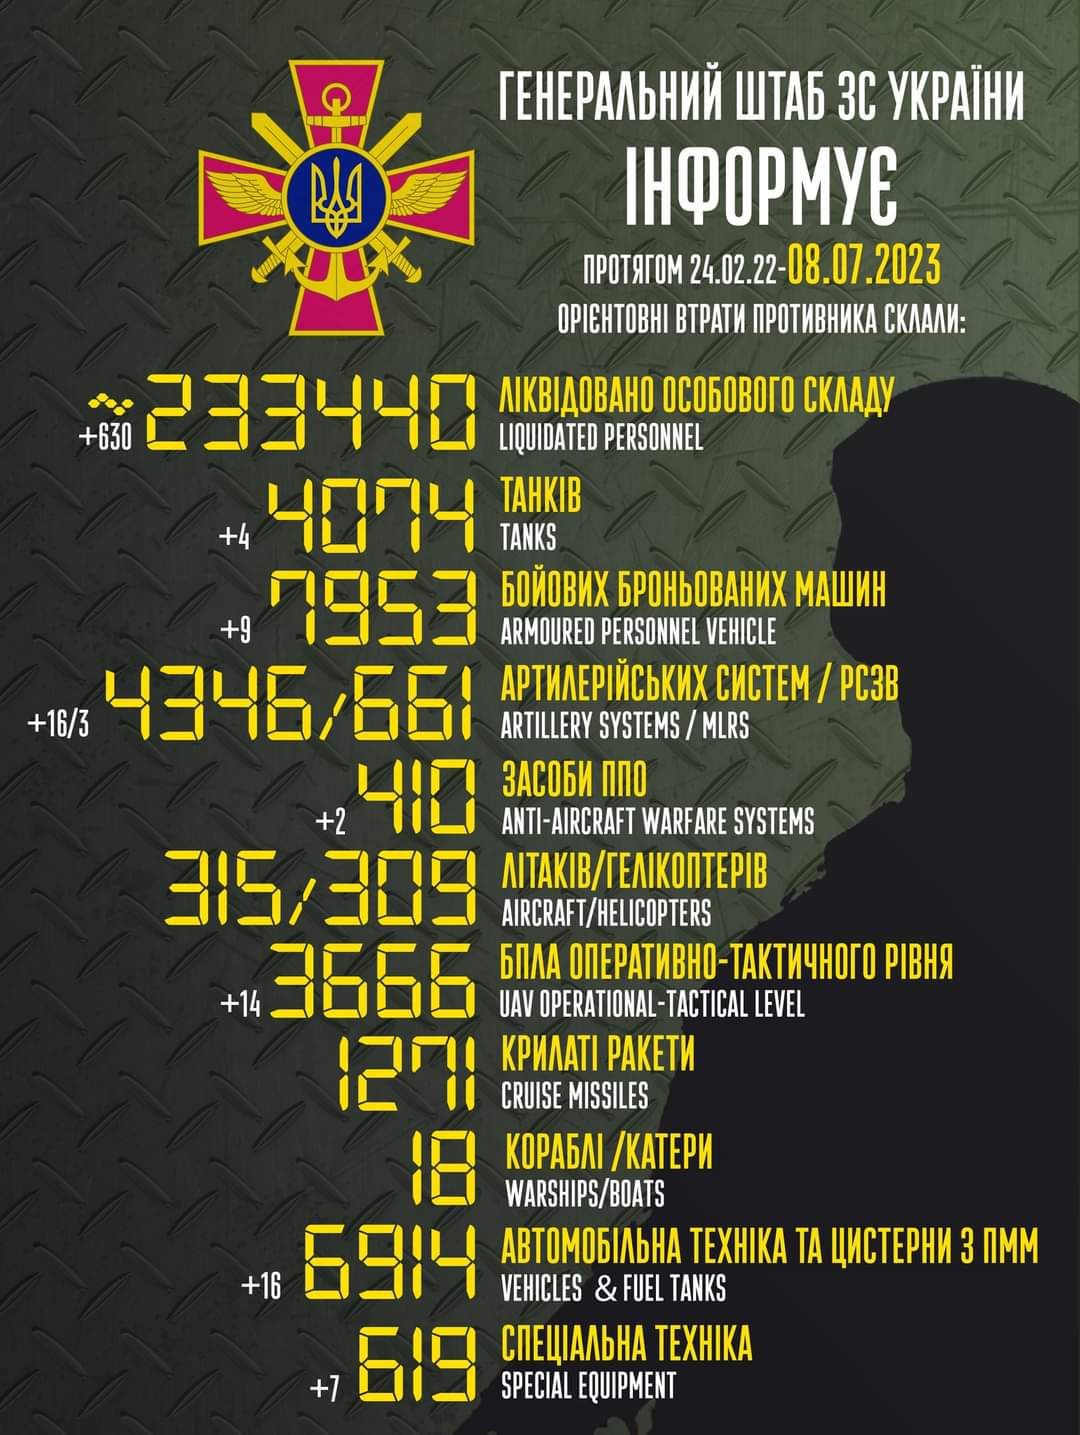 ГЕНЕРАЛЬНИЙ ШТАБ ЗС УКРАЇНИ
ІНФОРМУЄ
ПРОТЯГОМ 24.02.22-08.07.2023
ОРІЄНТОВНІ ВТРАТИ ПРОТИВНИКА СКЛАЛИ:
+630 ~233440 ЛІКВІДОВАНО ОСОБОВОГО СКЛАДУ
LIQUIDATED PERSONNEL
+4 4074 ТАНКІВ
TANKS
+9 7953 БОЙОВИХ БРОНЬОВАНИХ МАШИН
ARMOURED PERSONNEL VEHICLE
+16/3 4346/661 АРТИЛЕРІЙСЬКИХ СИСТЕМ / РСЗВ
ARTILLERY SYSTEMS / MLRS
+2 410 ЗАСОБИ ППО
ANTI-AIRCRAFT WARFARE SYSTEMS
315/309 ЛІТАКІВ/ГЕЛІКОПТЕРІВ
AIRCRAFT/HELICOPTERS
+14 3666 БПЛА ОПЕРАТИВНО-ТАКТИЧНОГО РІВНЯ
UAV OPERATIONAL-TACTICAL LEVEL
1271 КРИЛАТІ РАКЕТИ
CRUISE MISSILES
18 КОРАБЛІ /КАТЕРИ
WARSHIPS/BOATS
+16 6914 АВТОМОБІЛЬНА ТЕХНІКА ТА ЦИСТЕРНИ З ПММ
VEHICLES & FUEL TANKS
+7 619 СПЕЦІАЛЬНА ТЕХНІКА
SPECIAL EQUIPMENT